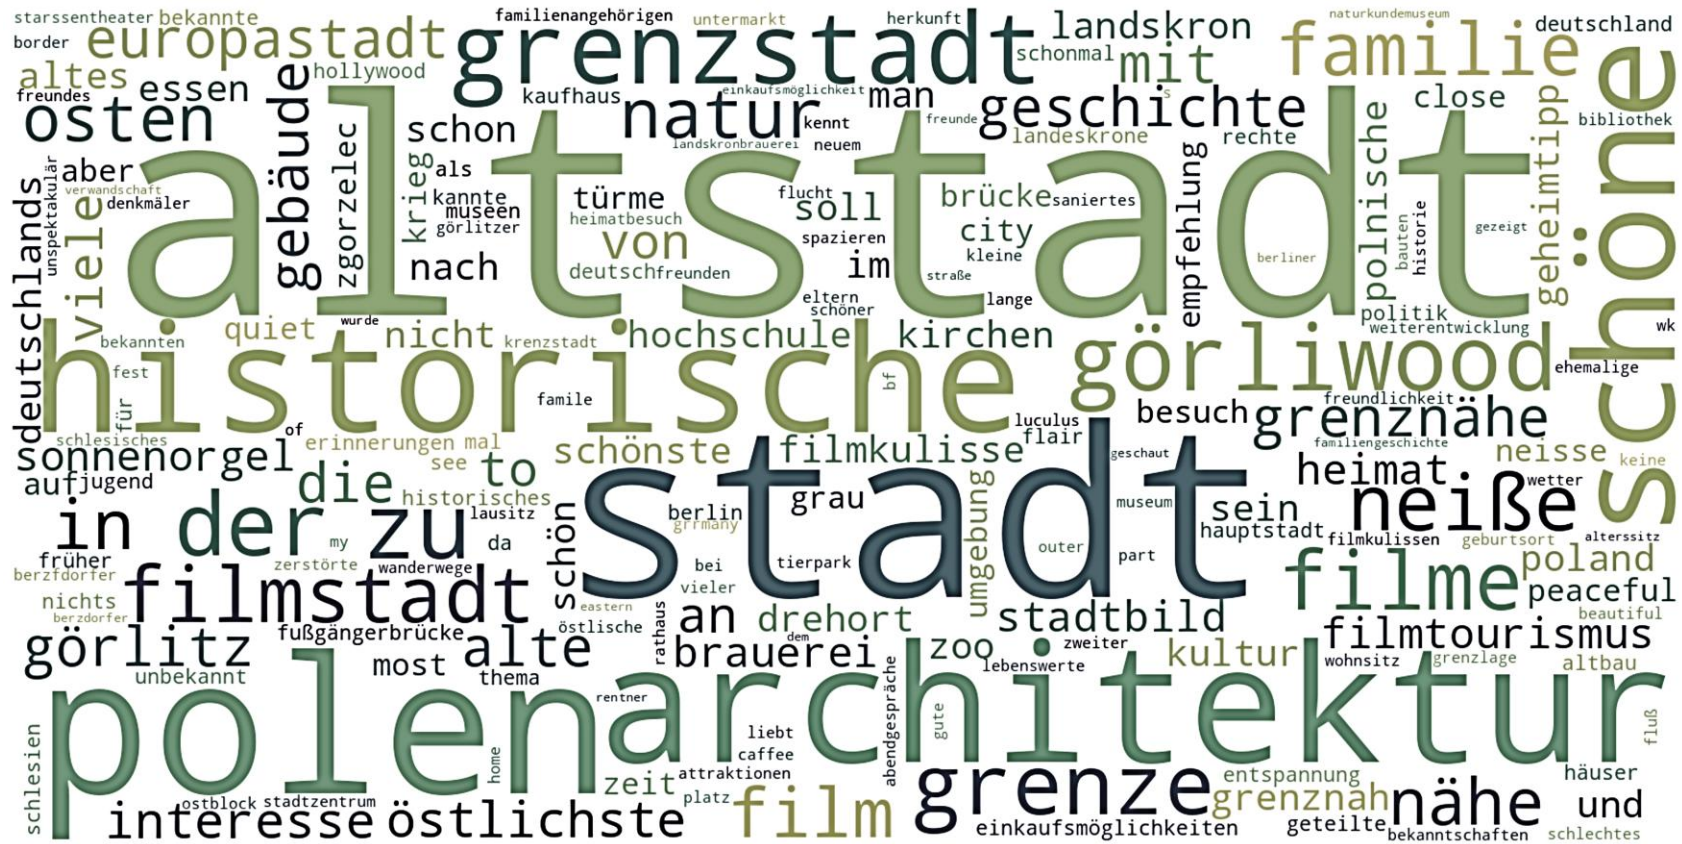 starssentheater
bekannte
familienangehörigen
untermarkt
herkunft
landskron
naturkundemuseum
deutschland
border
europastadt
grenzstadt
schonmal
mit
familie
altes
hollywood
freundes
essen
kaufhaus
einkaufsmöglichkeit
man
s
geschichte
close
schöne
osten
gebäude
natur
kennt
freunde
landeskrone
rechte
polnische
geheimtipp
bibliothek
schon
landskronbrauerei
neuem
aber
zgorzelec
krieg
als
altstadt
empfehlung
unspektakulär
verwandschaft
denkmäler
kannte
museen
görlitzer
türme
heimatbesuch
flucht
soll
brücke
saniertes
bauten
historie
gezeigt
sdeutschlands
viele
von
spazieren
city
kleine
nach
deutsch
freunden
im
straße
berliner
eltern
schöner
lange
politik
weiterentwicklung
wk
bekannten
quiet
wurde
nicht
krenzstadt
hochschule
kirchen
historische
görliwood
fest
für
famile
bf
ehemalige
freundlichkeit
luculus
flair
besuch
grenznähe
schlesisches
of
erinnerungen
mal
schönste
filmkulisse
geschaut
familiengeschichte
neisse
keine
sonnenorgel
see
to
auf
jugend
die
historisches
heimat
wetter
in
der
zu
lausitz
schön
stadt
berlin
grrmany
grau
umgebung
museum
sein
neiße
hauptstadt
my
da
outer
part
filmkulissen
geburtsort
alterssitz
früher
zerstörte
wanderwege
bei
tierpark
filme
poland
berzfdorfer
filmstadt
vieler
peaceful
nichts
berzdorfer
eastern
östlische
rathaus
an
drehort
stadtbild
beautiful
görlitz
fußgängerbrücke
alte
dem
brauerei
zoo
zweiter
filmtourismus
unbekannt
most
thema
lebenswerte
kultur
wohnsitz
grenzlage
altbau
polen
rentner
architektur
schlesien
home
liebt
caffee
abendgespräche
gute
fluß
zeit
attraktionen
platz
film
grenze
entspannung
grenznah
nähe
häuser
ostblock
stadtzentrum
interesse
östlichste
einkaufsmöglichkeiten
geteilte
bekanntschaften
und
schlechtes